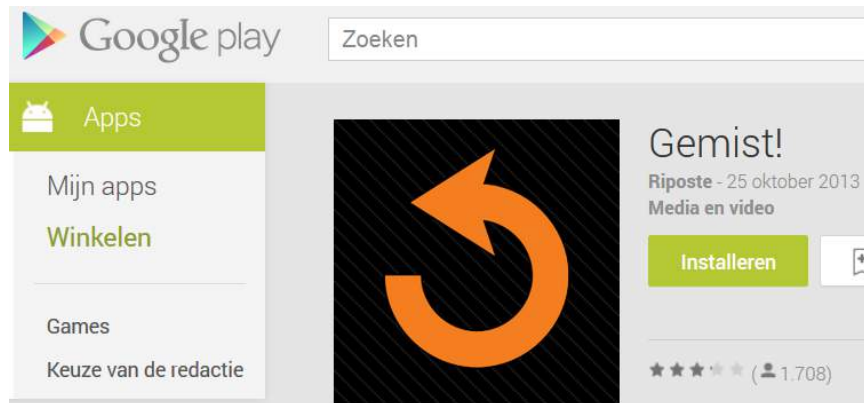 Google play
Zoeken
Apps
Mijn apps
Winkelen
Games
Keuze van de redactie
Gemist!
Riposte - 25 oktober 2013
Media en video
Installeren
(1.708)